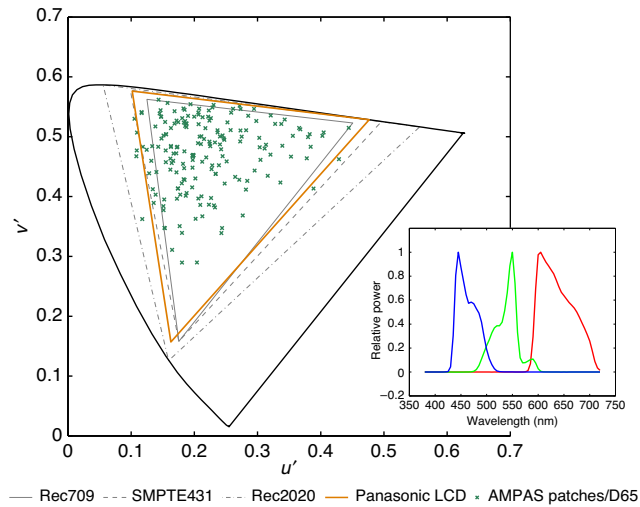 0.7
0.6
0.5
0.4
0.3
0.2
0.1
0
v′
0 0.1 0.2 0.3 0.4 0.5 0.6 0.7
u′
1
0.8
0.6
0.4
0.2
0
−0.2
Relative power
350 400 450 500 550 600 650 700 750
Wavelength (nm)
Rec709 SMPTE431 Rec2020 Panasonic LCD AMPAS patches/D65